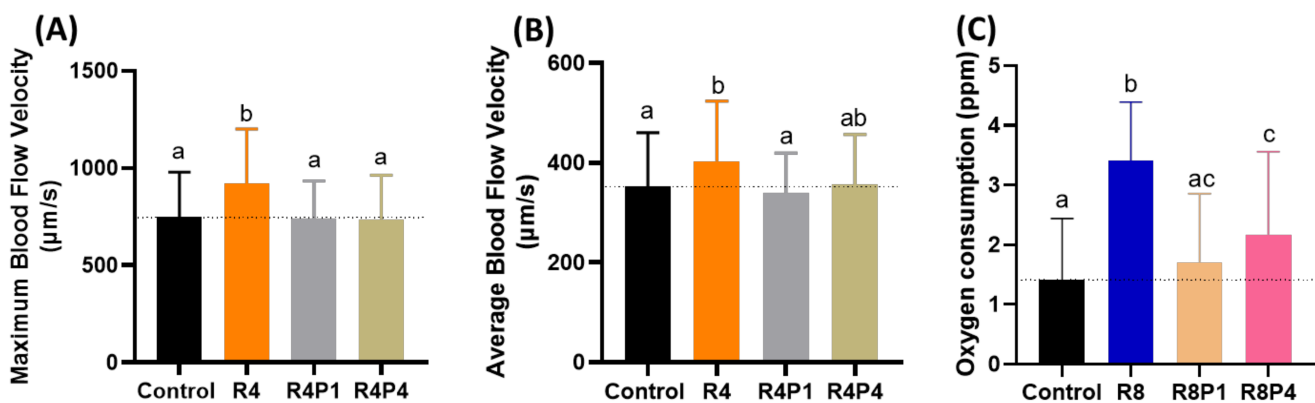 (A)
Maximum Blood Flow Velocity
(µm/s)
1500
1000
500
0
a
b
a
a
Control R4 R4P1 R4P4
(B)
Average Blood Flow Velocity
(µm/s)
600
400
200
0
a
b
a
ab
Control R4 R4P1 R4P4
(C)
Oxygen consumption (ppm)
5
4
3
2
1
0
a
b
ac
c
Control R8 R8P1 R8P4